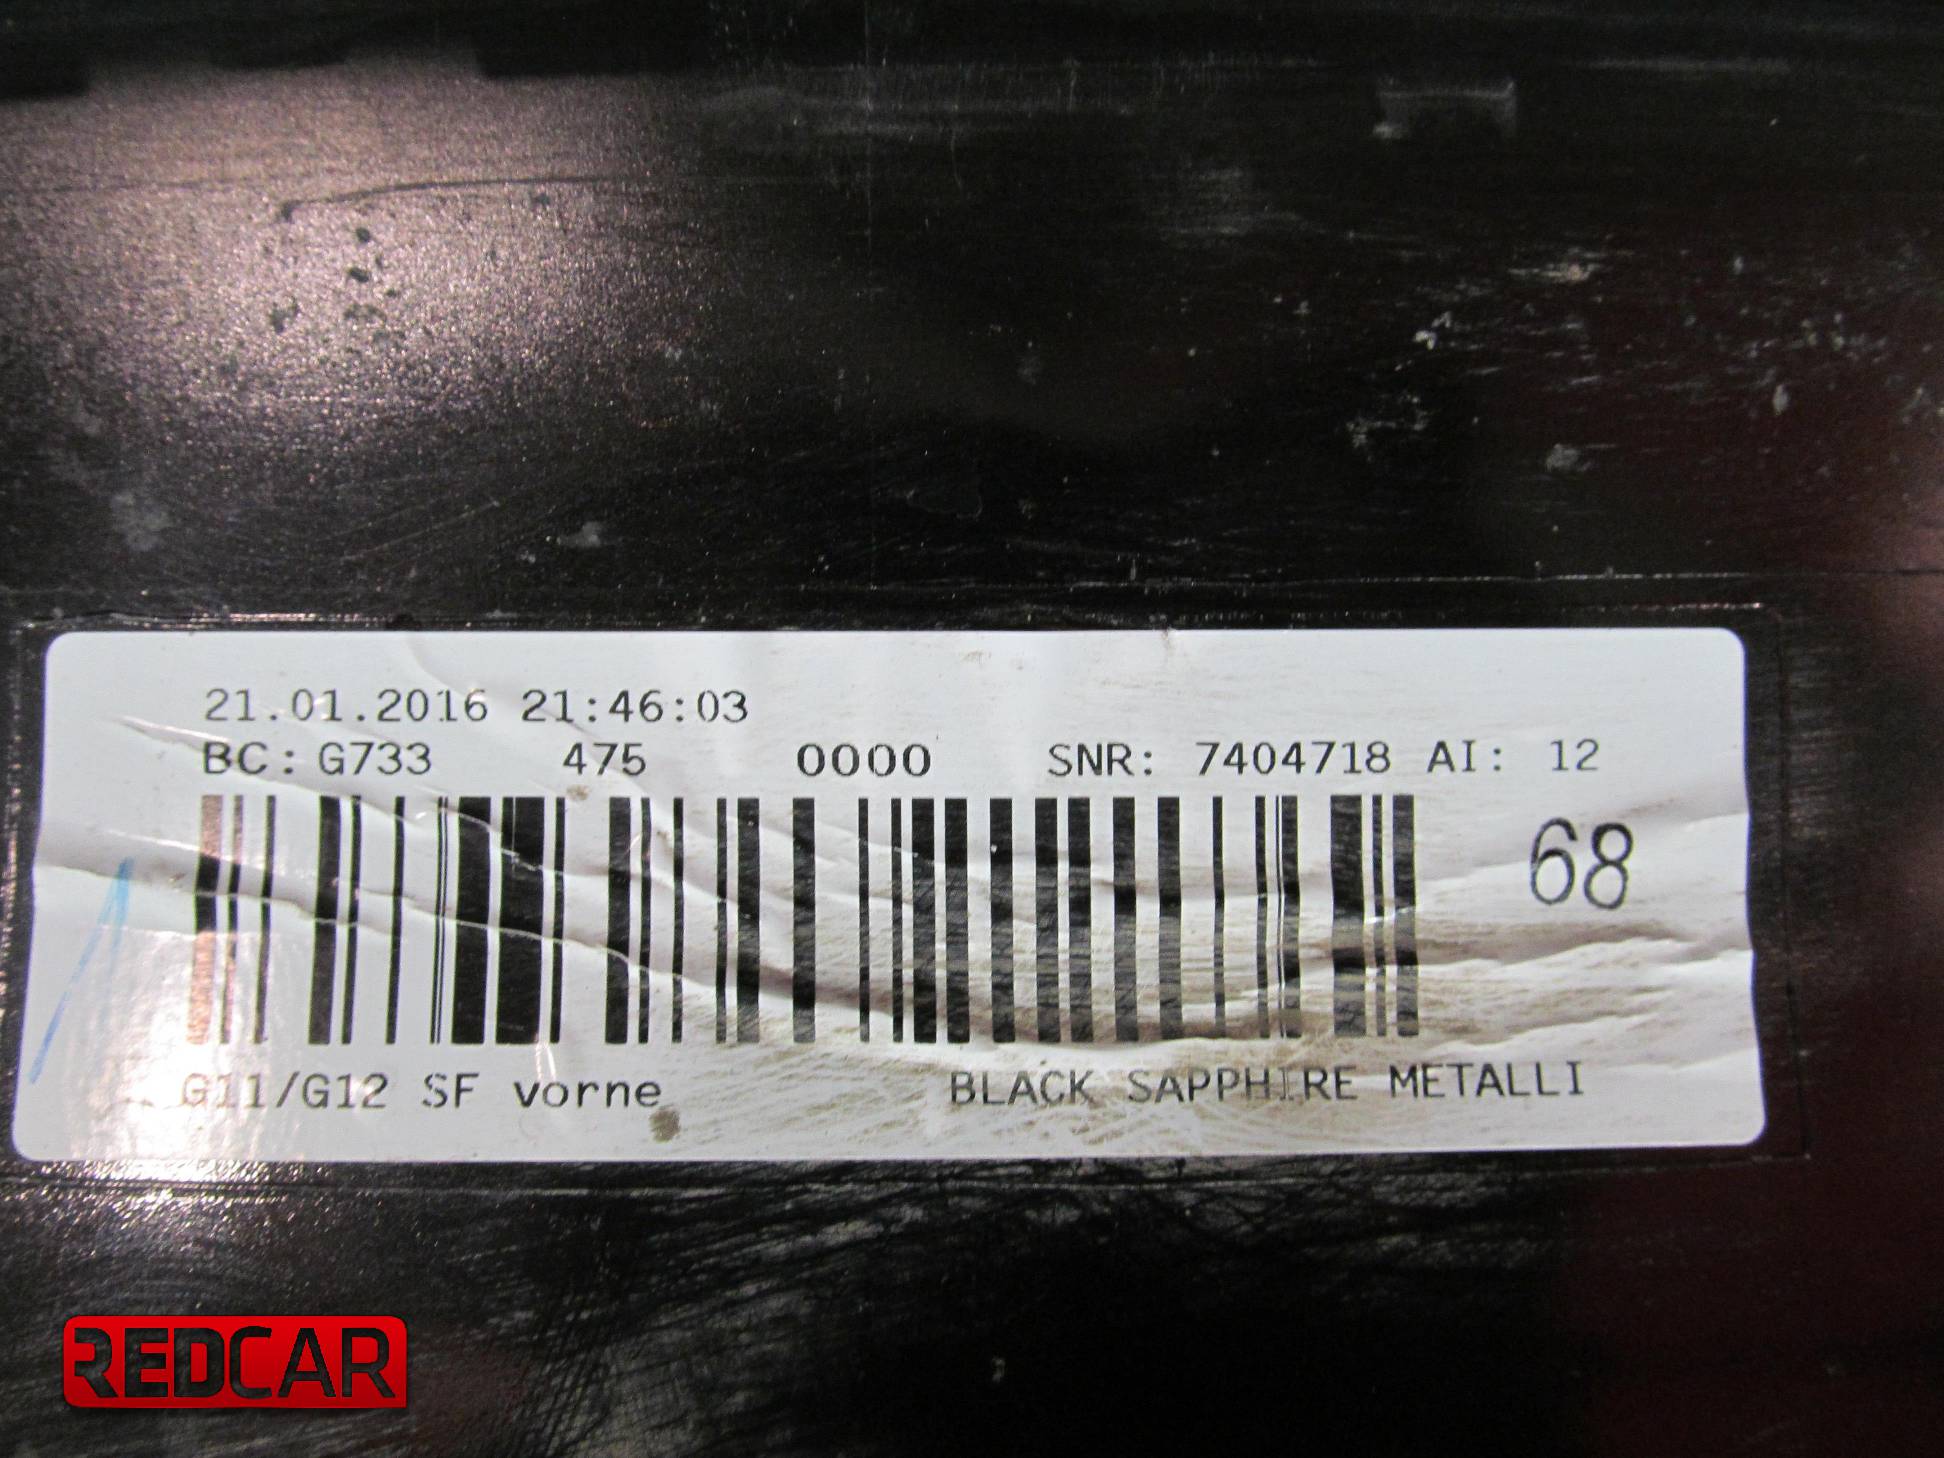 21.01.2016 21:46:03
BC: G733 475 0000 SNR: 7404718 AI: 12
68
G11/G12 SF vorne BLACK SAPPHIRE METALLI
REDCAR